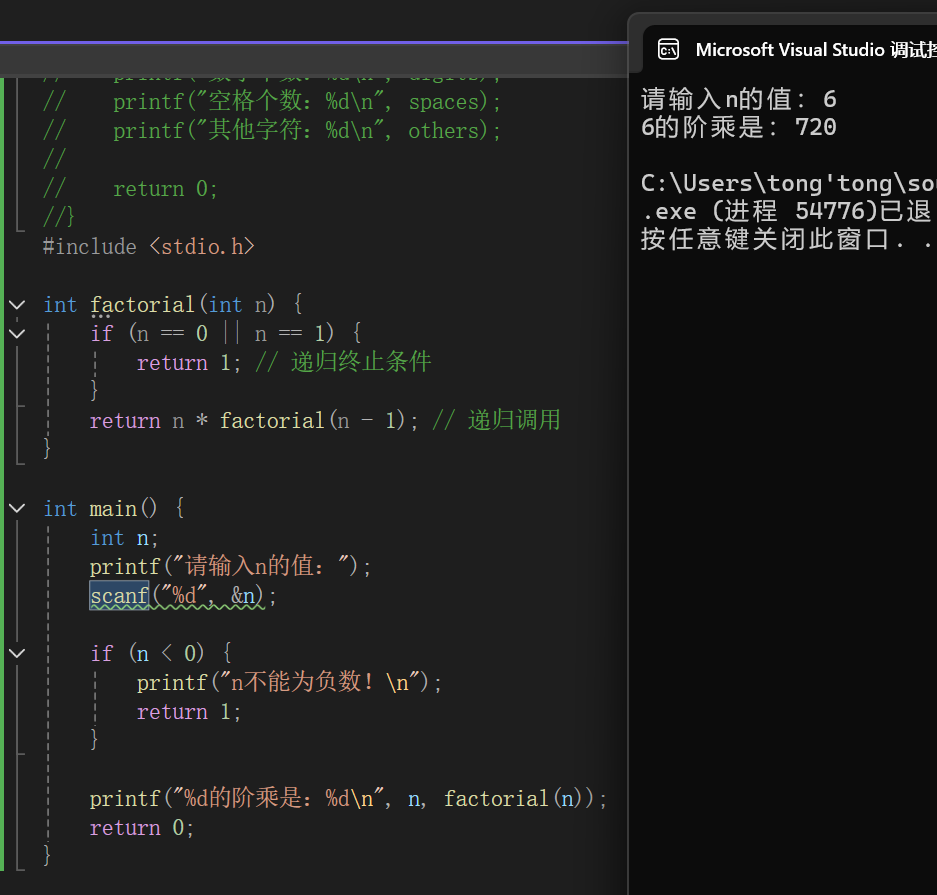 //    printf("数字个数：%d\n", digits);
//    printf("空格个数：%d\n", spaces);
//    printf("其他字符：%d\n", others);
//
//    return 0;
//}
#include <stdio.h>
int factorial(int n) {
    if (n == 0 || n == 1) {
        return 1; // 递归终止条件
    }
    return n * factorial(n - 1); // 递归调用
}
int main() {
    int n;
    printf("请输入n的值：");
    scanf("%d", &n);
    if (n < 0) {
        printf("n不能为负数！\n");
        return 1;
    }
    printf("%d的阶乘是：%d\n", n, factorial(n));
    return 0;
}
Microsoft Visual Studio 调试
请输入n的值：6
6的阶乘是：720
C:\Users\tong'tong\so
.exe (进程 54776)已退
按任意键关闭此窗口. .